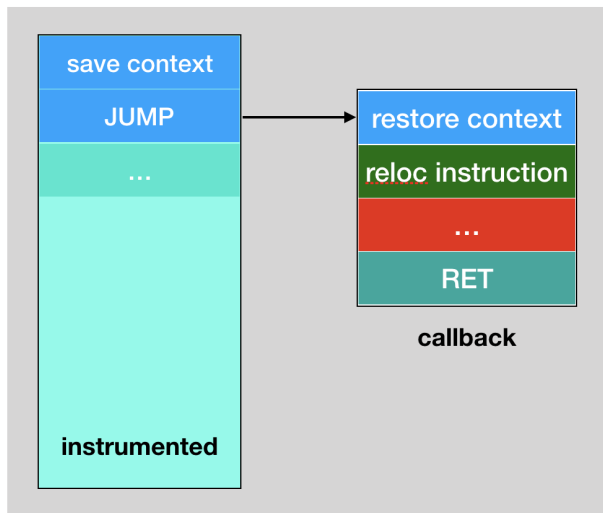 save context
JUMP
...
instrumented
restore context
reloc instruction
...
RET
callback